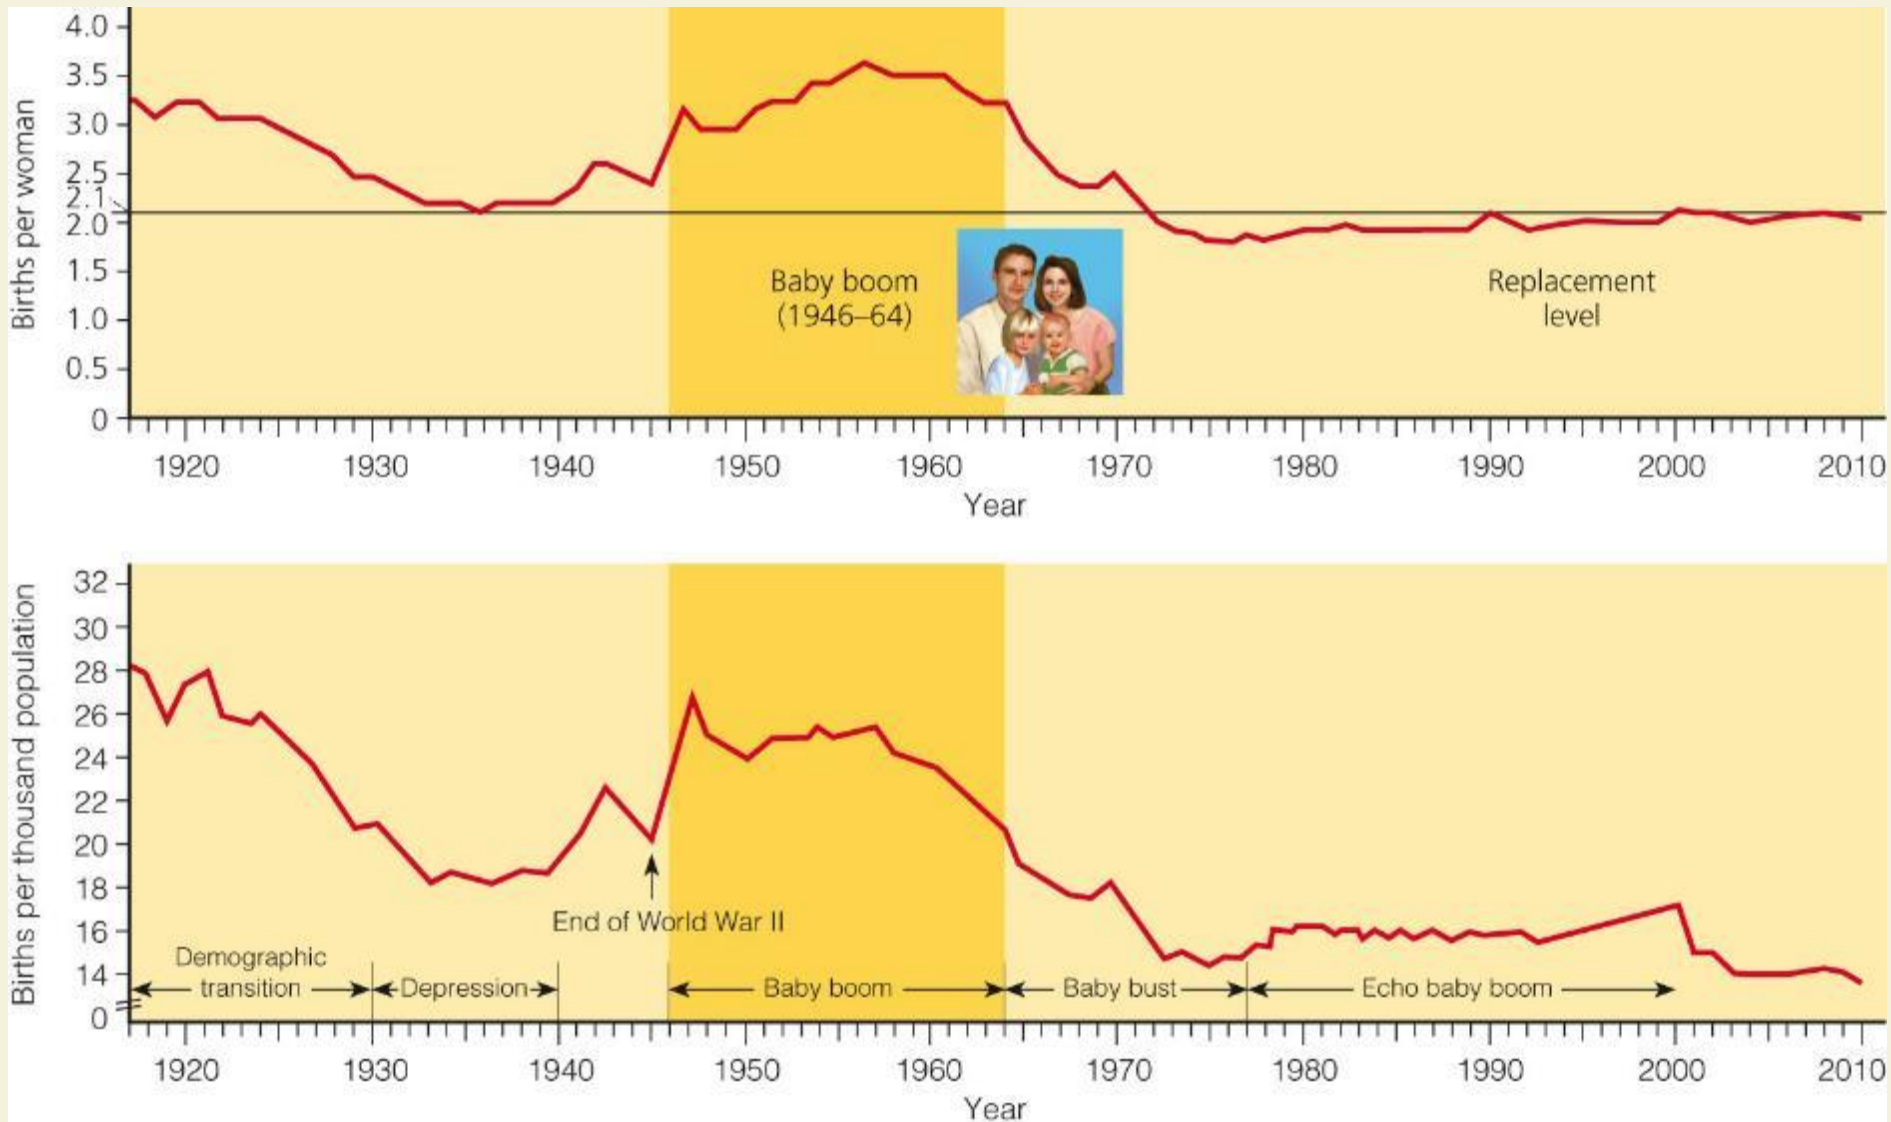 Births per woman
4.0
3.5
3.0
2.5
2.1
2.0
1.5
1.0
0.5
0
Baby boom
(1946–64)
Replacement
level
1920 1930 1940 1950 1960 1970 1980 1990 2000 2010
Year
Births per thousand population
32
30
28
26
24
22
20
18
16
14
0
End of World War II
Demographic
transition
Depression
Baby boom
Baby bust
Echo baby boom
1920 1930 1940 1950 1960 1970 1980 1990 2000 2010
Year